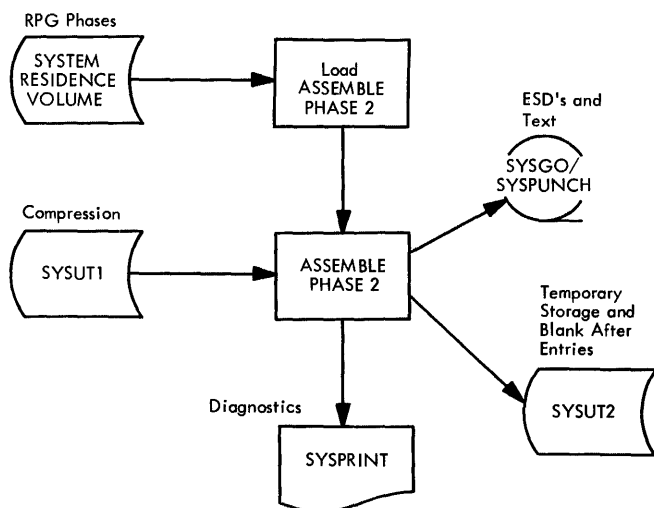 RPG Phases
SYSTEM
RESIDENCE
VOLUME
Load
ASSEMBLE
PHASE 2
ESD's and
Text
SYSGO/
SYSPUNCH
Compression
SYSUT1
ASSEMBLE
PHASE 2
Temporary
Storage and
Blank After
Entries
SYSUT2
Diagnostics
SYSPRINT